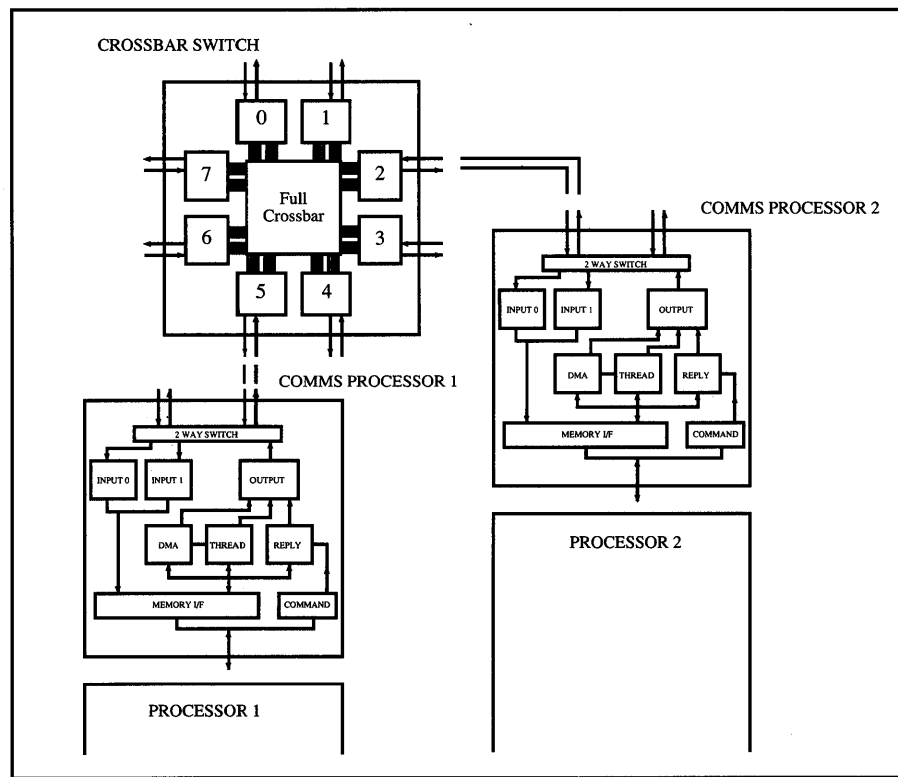 CROSSBAR SWITCH
0
1
7
2
Full
Crossbar
6
3
5
4
COMMS PROCESSOR 2
2 WAY SWITCH
INPUT 0
INPUT 1
OUTPUT
DMA
THREAD
REPLY
MEMORY I/F
COMMAND
COMMS PROCESSOR 1
2 WAY SWITCH
INPUT 0
INPUT 1
OUTPUT
DMA
THREAD
REPLY
MEMORY I/F
COMMAND
PROCESSOR 2
PROCESSOR 1